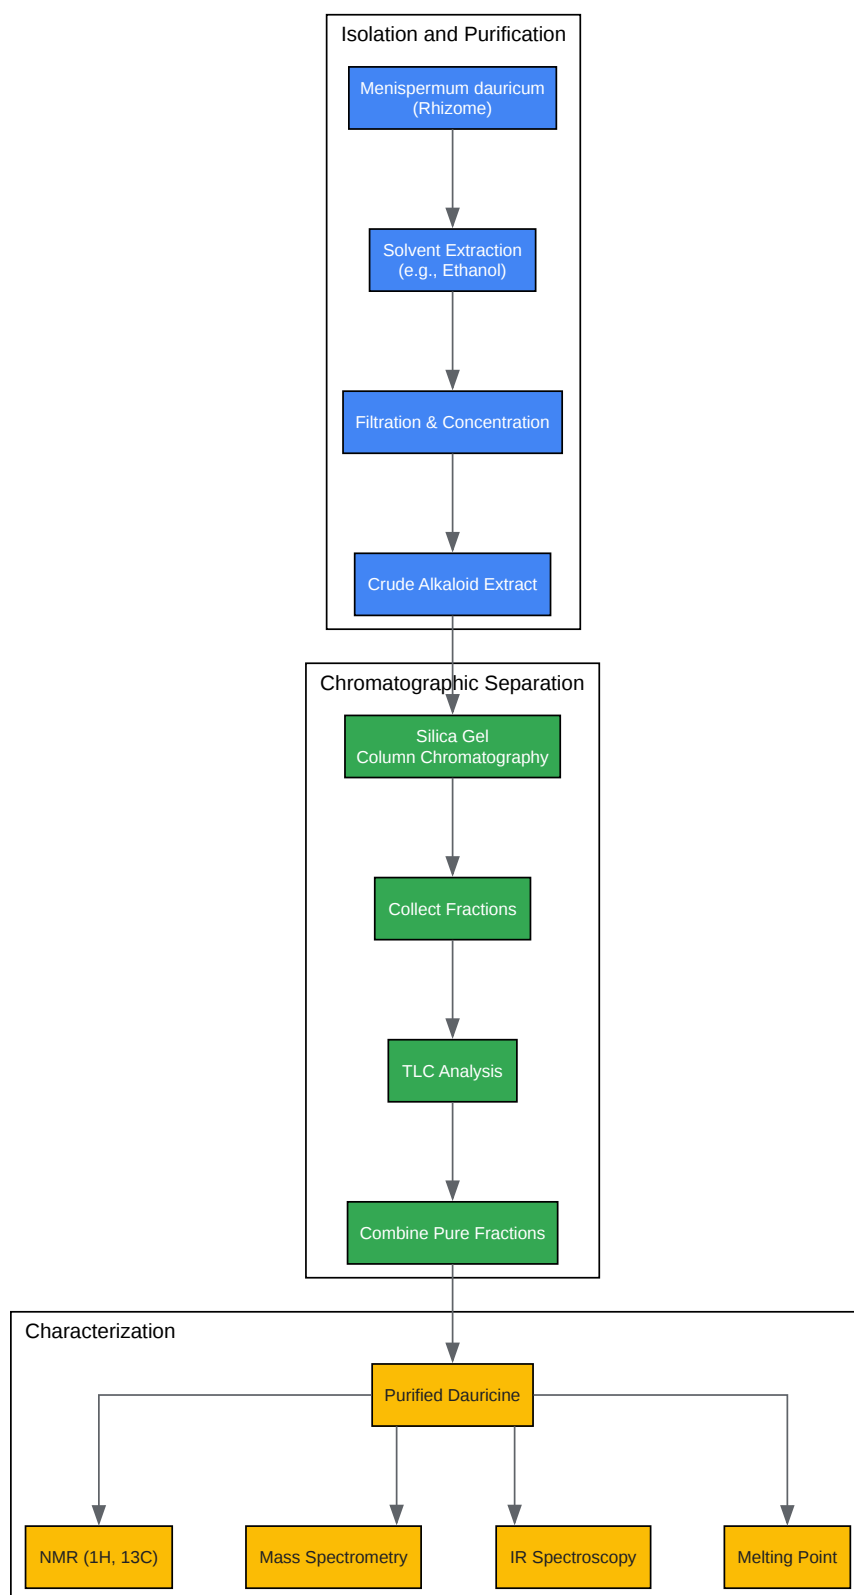 Isolation and Purification
Menispermum dauricum
(Rhizome)
Solvent Extraction
(e.g., Ethanol)
Filtration & Concentration
Crude Alkaloid Extract
Chromatographic Separation
Silica Gel
Column Chromatography
Collect Fractions
TLC Analysis
Combine Pure Fractions
Characterization
Purified Dauricine
NMR (1H, 13C)
Mass Spectrometry
IR Spectroscopy
Melting Point